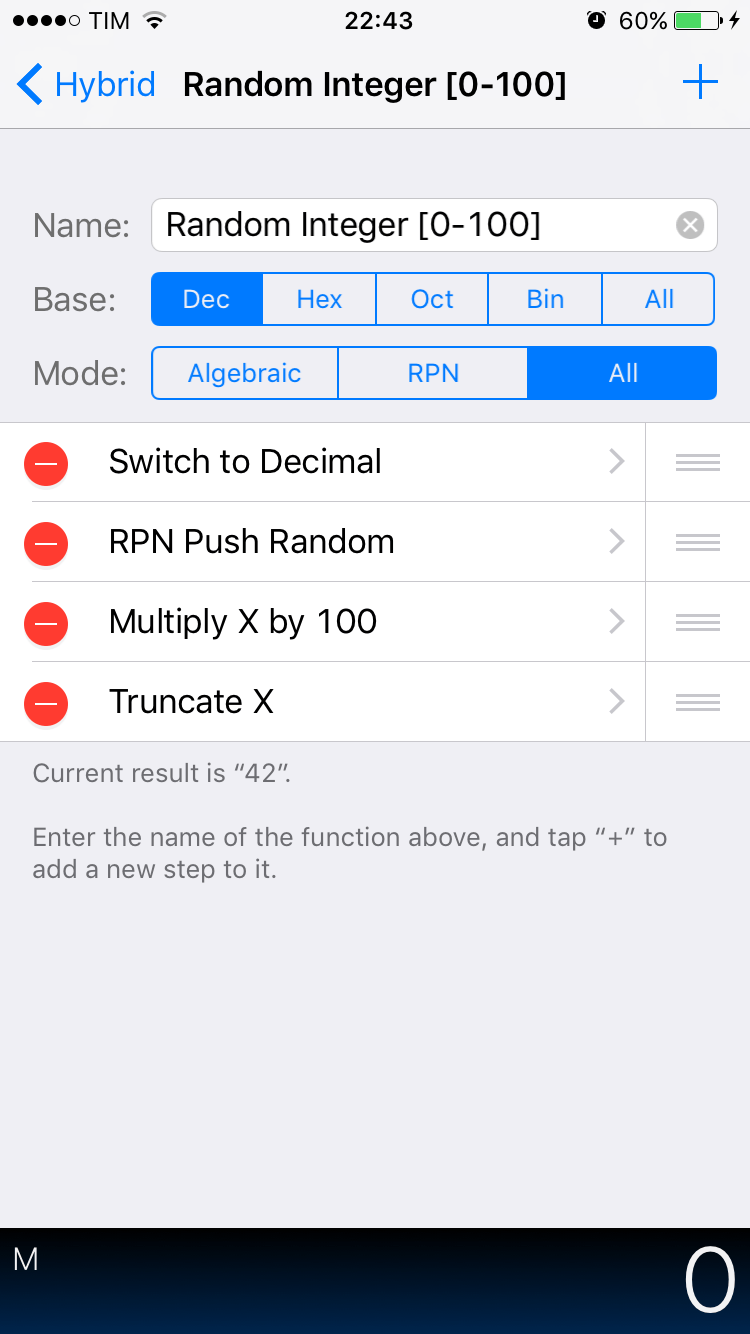 TIM 22:43 60%
Hybrid Random Integer [0-100]
Name: Random Integer [0-100]
Base: Dec Hex Oct Bin All
Mode: Algebraic RPN All
Switch to Decimal
RPN Push Random
Multiply X by 100
Truncate X
Current result is “42”.
Enter the name of the function above, and tap “+” to
add a new step to it.
M 0